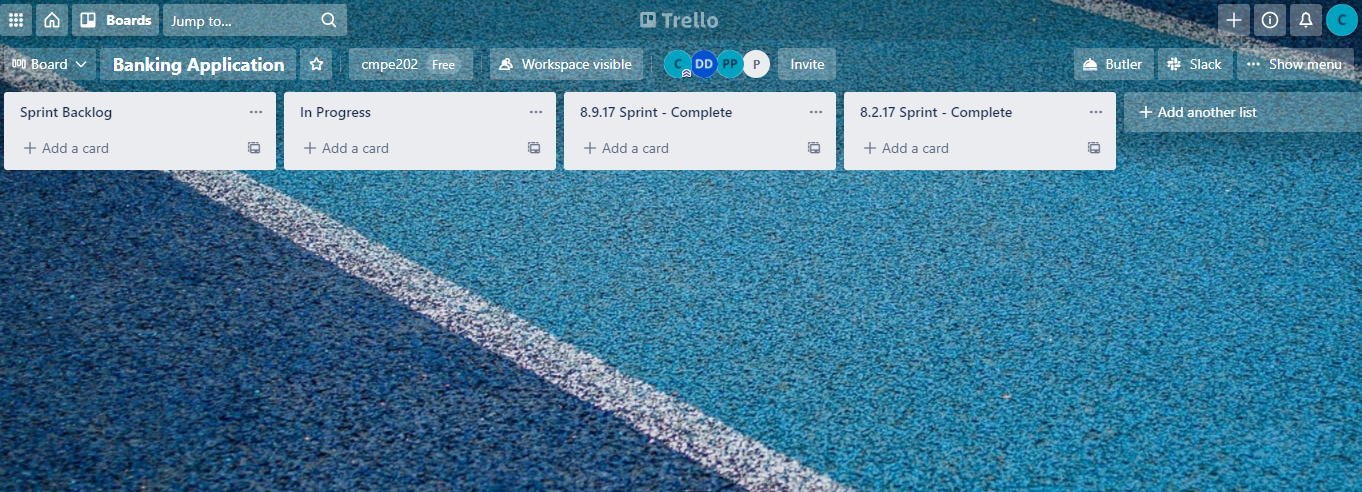 Boards Jump to... Trello C
Board Banking Application cmpe202 Free Workspace visible C DD PP P Invite Butler Slack Show menu
Sprint Backlog In Progress 8.9.17 Sprint - Complete 8.2.17 Sprint - Complete Add another list
Add a card Add a card Add a card Add a card